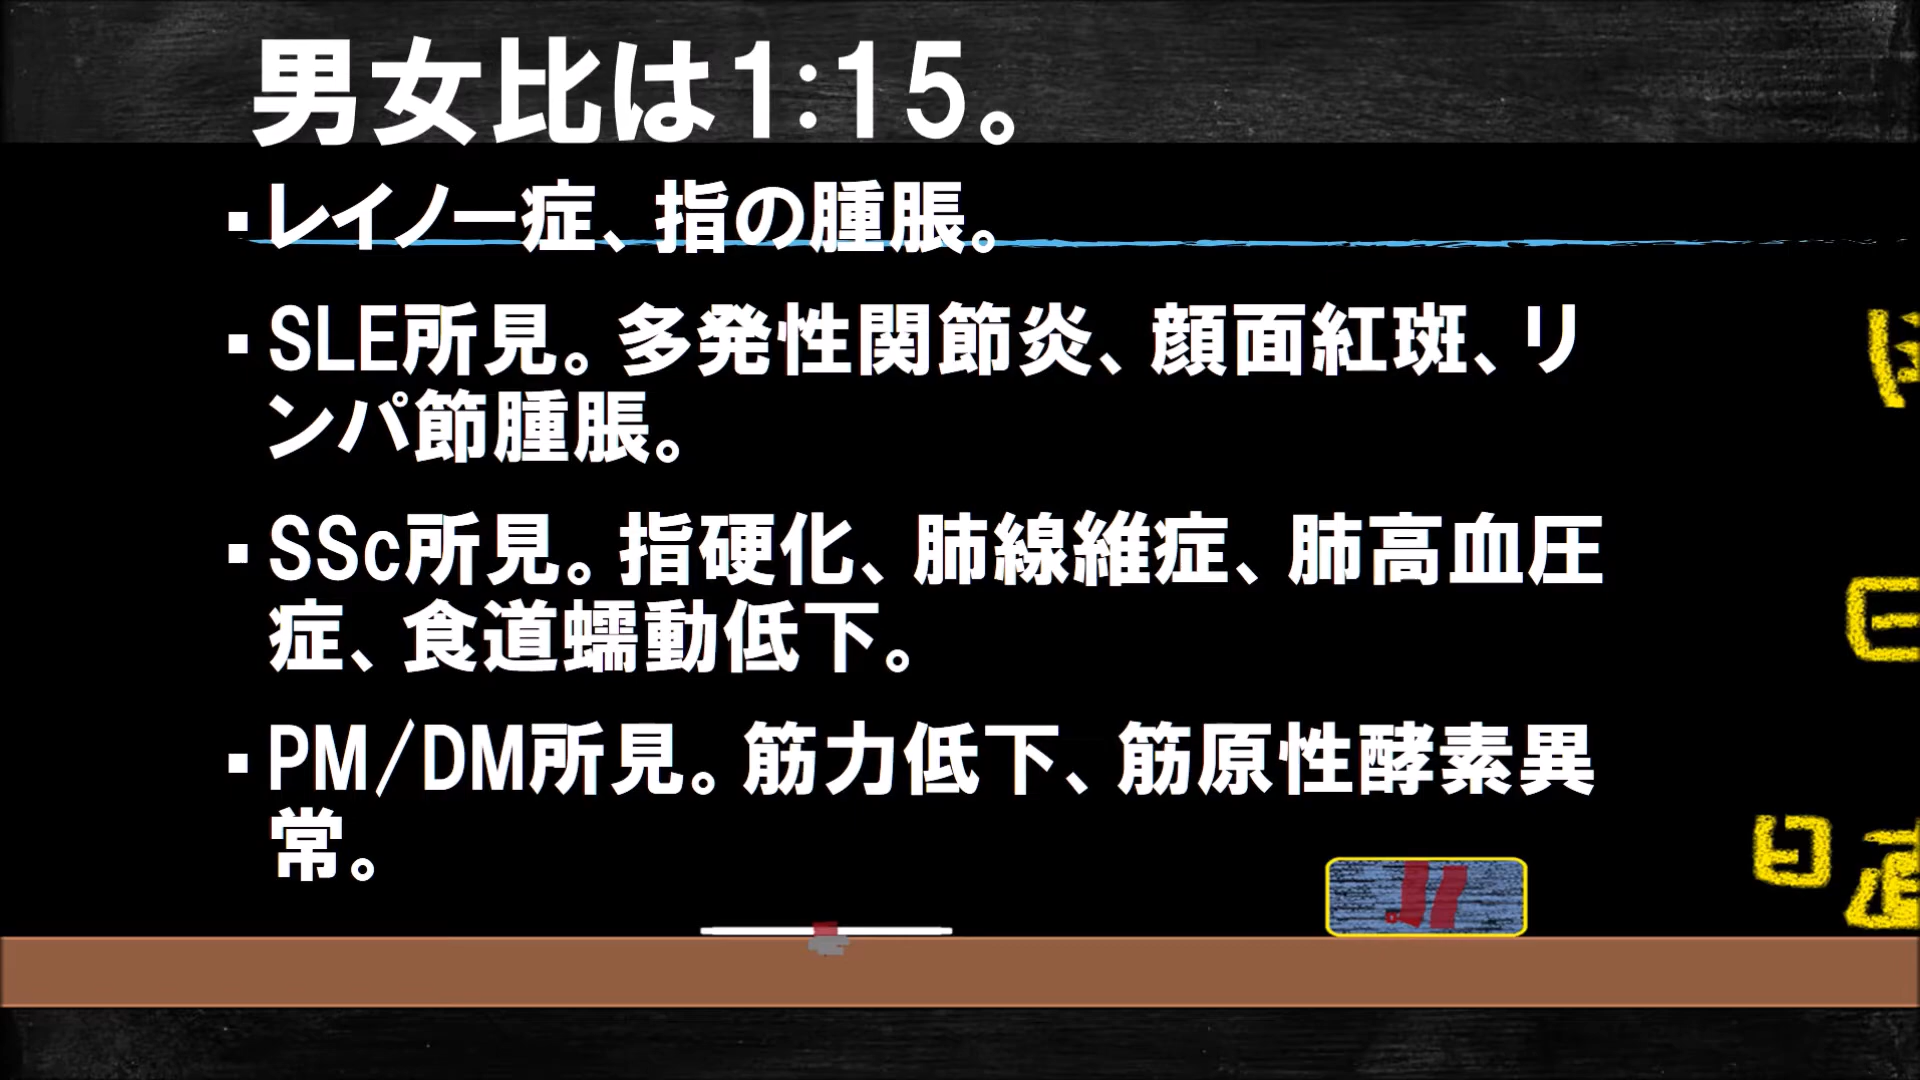 男女比は1:15。
▪レイノー症、指の腫脹。
▪SLE所見。多発性関節炎、顔面紅斑、リ
ンパ節腫脹。
▪SSc所見。指硬化、肺線維症、肺高血圧
症、食道蠕動低下。
▪PM/DM所見。筋力低下、筋原性酵素異
常。